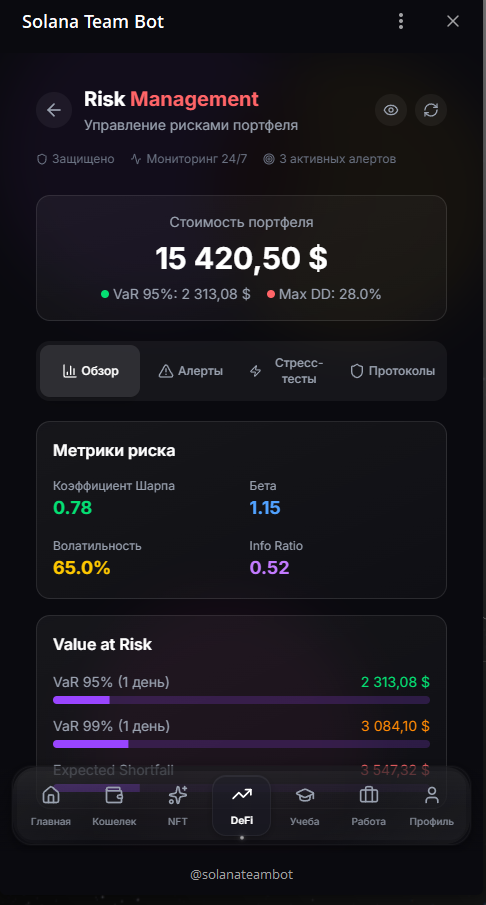 Solana Team Bot
Risk Management
Управление рисками портфеля
Защищено Мониторинг 24/7 3 активных алертов
Стоимость портфеля
15 420,50 $
VaR 95%: 2 313,08 $ Max DD: 28.0%
Обзор Алерты Стресс-тесты Протоколы
Метрики риска
Коэффициент Шарпа Бета
0.78 1.15
Волатильность Info Ratio
65.0% 0.52
Value at Risk
VaR 95% (1 день) 2 313,08 $
VaR 99% (1 день) 3 084,10 $
Expected Shortfall 3 547,32 $
Главная Кошелек NFT DeFi Учеба Работа Профиль
@solanateambot